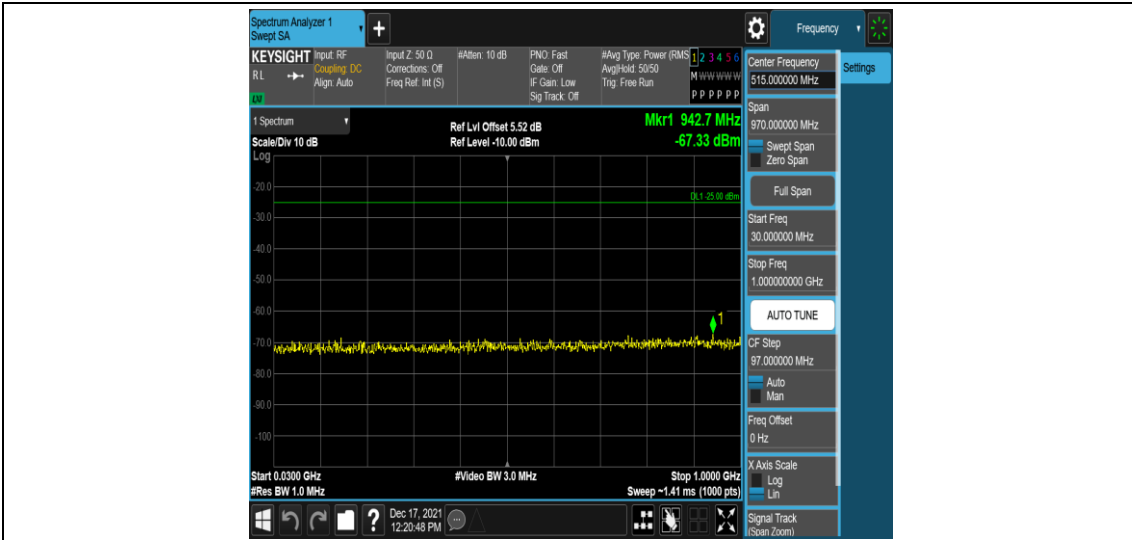 Spectrum Analyzer 1
Swept SA
+
Frequency
KEYSIGHT
RL
LXI
Input: RF
Coupling: DC
Align: Auto
Input Z: 50 Ω
Corrections: Off
Freq Ref: Int (S)
#Atten: 10 dB
PNO: Fast
Gate: Off
IF Gain: Low
Sig Track: Off
#Avg Type: Power (RMS
Avg|Hold: 50/50
Trig: Free Run
1 2 3 4 5 6
M W W W W W
P P P P P P
1 Spectrum
Scale/Div 10 dB
Log
Ref Lvl Offset 5.52 dB
Ref Level -10.00 dBm
Mkr1 942.7 MHz
-67.33 dBm
DL1 -25.00 dBm
-20.0
-30.0
-40.0
-50.0
-60.0
-70.0
-80.0
-90.0
-100
1
Start 0.0300 GHz
#Res BW 1.0 MHz
#Video BW 3.0 MHz
Stop 1.0000 GHz
Sweep ~1.41 ms (1000 pts)
?
Dec 17, 2021
12:20:48 PM
Center Frequency
515.000000 MHz
Settings
Span
970.000000 MHz
Swept Span
Zero Span
Full Span
Start Freq
30.000000 MHz
Stop Freq
1.000000000 GHz
AUTO TUNE
CF Step
97.000000 MHz
Auto
Man
Freq Offset
0 Hz
X Axis Scale
Log
Lin
Signal Track
(Span Zoom)